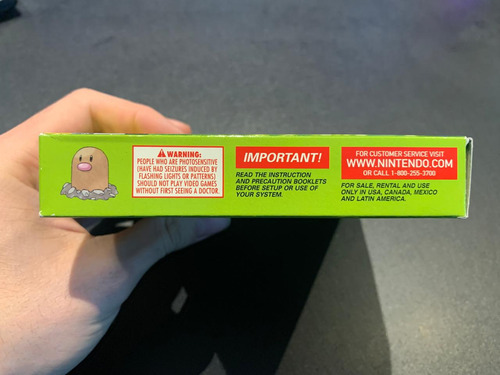 WARNING:
PEOPLE WHO ARE PHOTOSENSITIVE
(HAVE HAD SEIZURES INDUCED BY
FLASHING LIGHTS OR PATTERNS)
SHOULD NOT PLAY VIDEO GAMES
WITHOUT FIRST SEEING A DOCTOR.
IMPORTANT!
READ THE INSTRUCTION
AND PRECAUTION BOOKLETS
BEFORE SETUP OR USE OF
YOUR SYSTEM.
FOR CUSTOMER SERVICE VISIT
WWW.NINTENDO.COM
OR CALL 1-800-255-3700
FOR SALE, RENTAL AND USE
ONLY IN USA, CANADA, MEXICO
AND LATIN AMERICA.